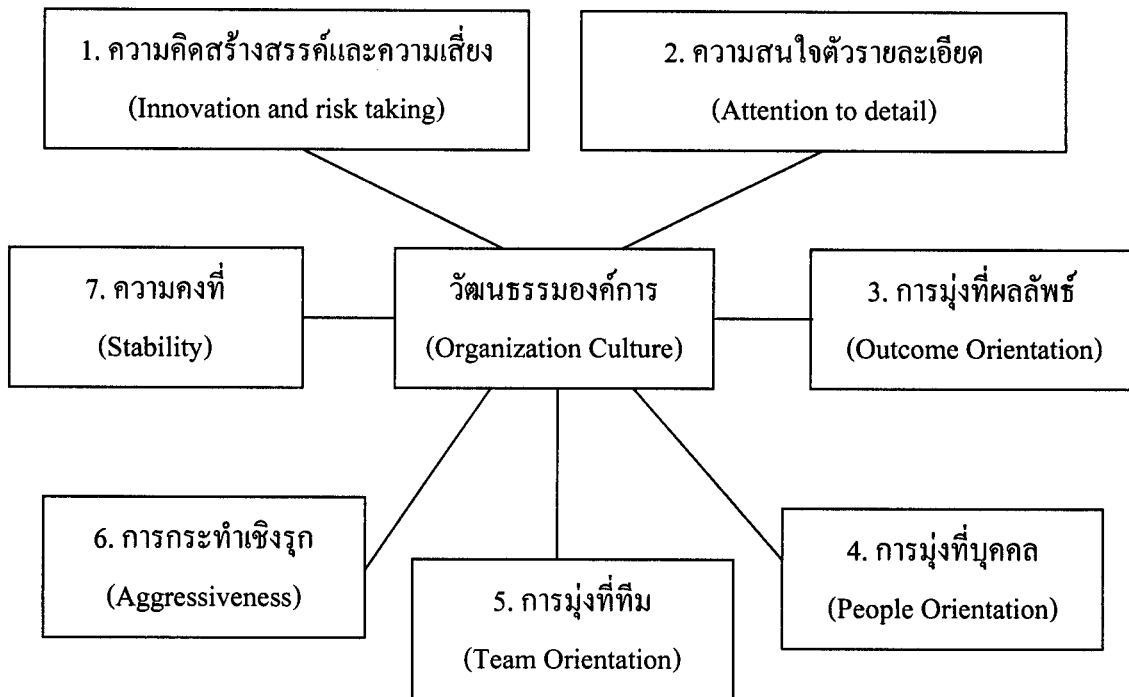 1. ความคิดสร้างสรรค์และความเสี่ยง
(Innovation and risk taking)
2. ความสนใจตัวรายละเอียด
(Attention to detail)
7. ความคงที่
(Stability)
วัฒนธรรมองค์การ
(Organization Culture)
3. การมุ่งที่ผลลัพธ์
(Outcome Orientation)
6. การกระทำเชิงรุก
(Aggressiveness)
5. การมุ่งที่ทีม
(Team Orientation)
4. การมุ่งที่บุคคล
(People Orientation)